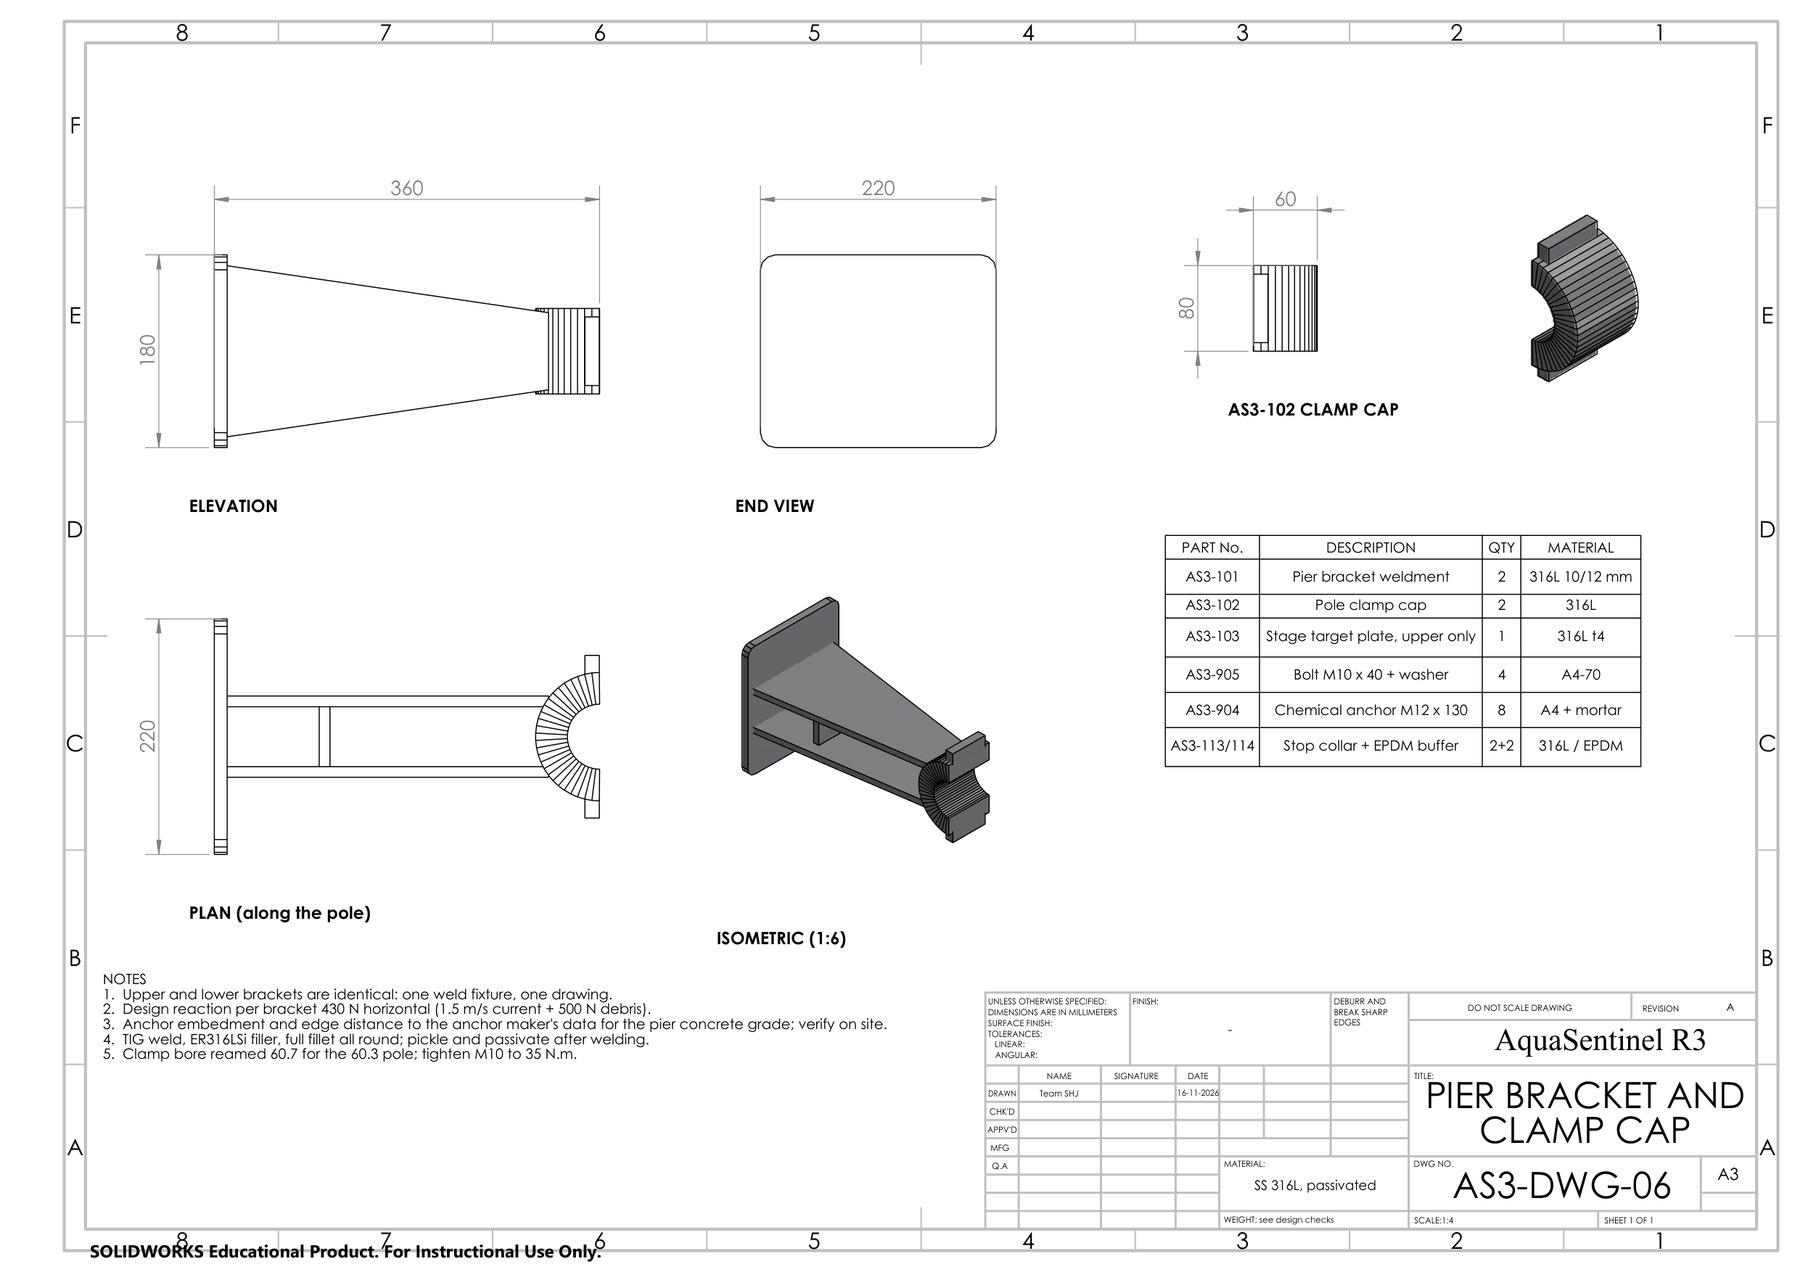 8 7 6 5 4 3 2 1
F F
E E
D D
C C
B B
A A
360
180
ELEVATION
220
END VIEW
60
80
AS3-102 CLAMP CAP
220
PLAN (along the pole)
ISOMETRIC (1:6)
PART No. DESCRIPTION QTY MATERIAL
AS3-101 Pier bracket weldment 2 316L 10/12 mm
AS3-102 Pole clamp cap 2 316L
AS3-103 Stage target plate, upper only 1 316L t4
AS3-905 Bolt M10 x 40 + washer 4 A4-70
AS3-904 Chemical anchor M12 x 130 8 A4 + mortar
AS3-113/114 Stop collar + EPDM buffer 2+2 316L / EPDM
NOTES
1. Upper and lower brackets are identical: one weld fixture, one drawing.
2. Design reaction per bracket 430 N horizontal (1.5 m/s current + 500 N debris).
3. Anchor embedment and edge distance to the anchor maker's data for the pier concrete grade; verify on site.
4. TIG weld, ER316LSi filler, full fillet all round; pickle and passivate after welding.
5. Clamp bore reamed 60.7 for the 60.3 pole; tighten M10 to 35 N.m.
UNLESS OTHERWISE SPECIFIED:
DIMENSIONS ARE IN MILLIMETERS
SURFACE FINISH:
TOLERANCES:
LINEAR:
ANGULAR:
FINISH:
-
DEBURR AND
BREAK SHARP
EDGES
DO NOT SCALE DRAWING
REVISION A
AquaSentinel R3
NAME SIGNATURE DATE
DRAWN Team SHJ 16-11-2026
CHK'D
APPV'D
MFG
Q.A
TITLE:
PIER BRACKET AND
CLAMP CAP
MATERIAL:
SS 316L, passivated
WEIGHT: see design checks
DWG NO.
AS3-DWG-06
A3
SCALE:1:4
SHEET 1 OF 1
8 7 6 5 4 3 2 1
SOLIDWORKS Educational Product. For Instructional Use Only.